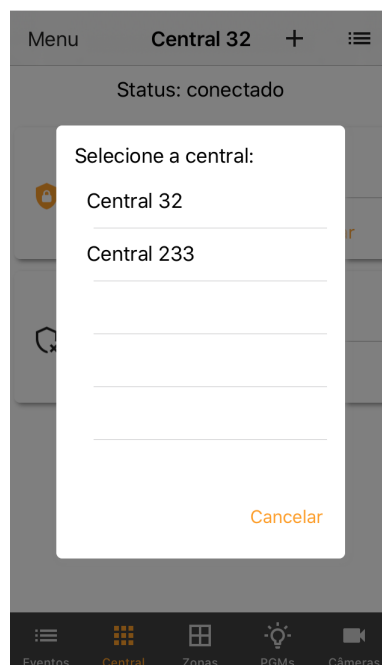 Menu Central 32 +
Status: conectado
Selecione a central:
Central 32
Central 233
Cancelar
Eventos Central Zonas PGMs Câmeras